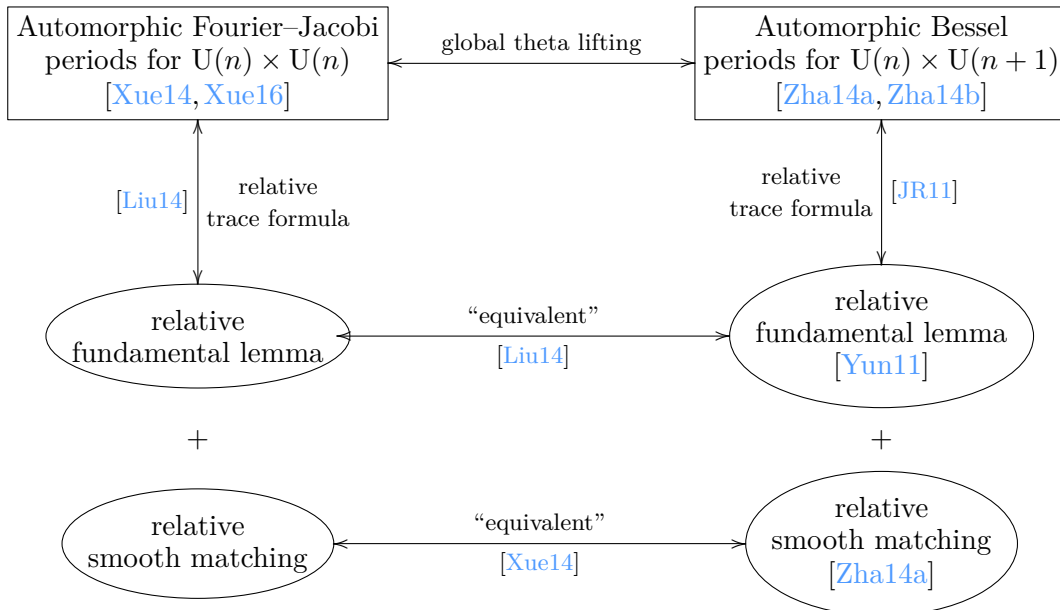 Automorphic Fourier–Jacobi
periods for U(n) × U(n)
[Xue14, Xue16]
global theta lifting
Automorphic Bessel
periods for U(n) × U(n + 1)
[Zha14a, Zha14b]
[Liu14]
relative
trace formula
relative
trace formula
[JR11]
relative
fundamental lemma
“equivalent”
[Liu14]
relative
fundamental lemma
[Yun11]
+
+
relative
smooth matching
“equivalent”
[Xue14]
relative
smooth matching
[Zha14a]